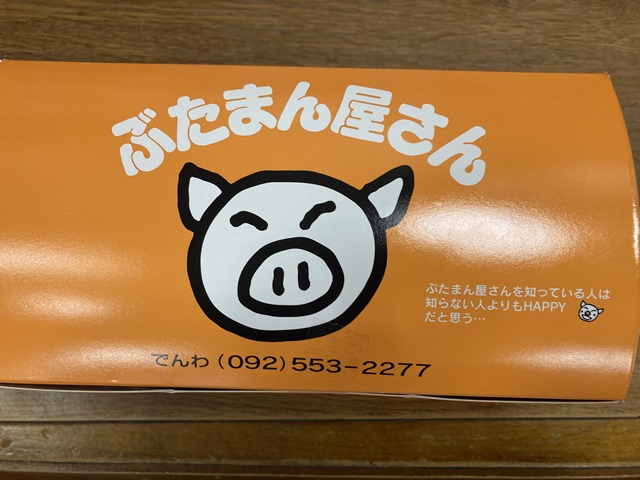 ぶたまん屋さん
ぶたまん屋さんを知っている人は
知らない人よりもHAPPY
だと思う…
でんわ(092)553-2277